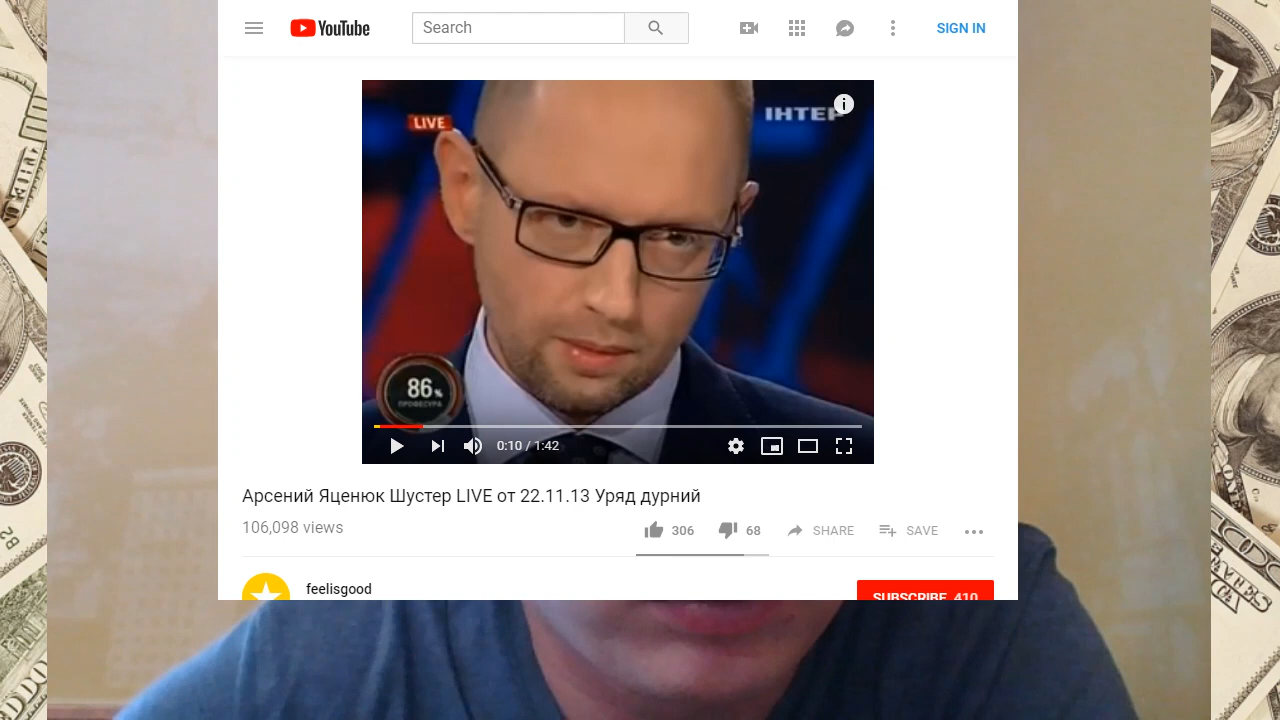 YouTube
Search
SIGN IN
LIVE
ІНТЕР
86%
ПРОФЕСУРА
0:10 / 1:42
Арсений Яценюк Шустер LIVE от 22.11.13 Уряд дурний
106,098 views
306
68
SHARE
SAVE
feelisgood
SUBSCRIBE 410